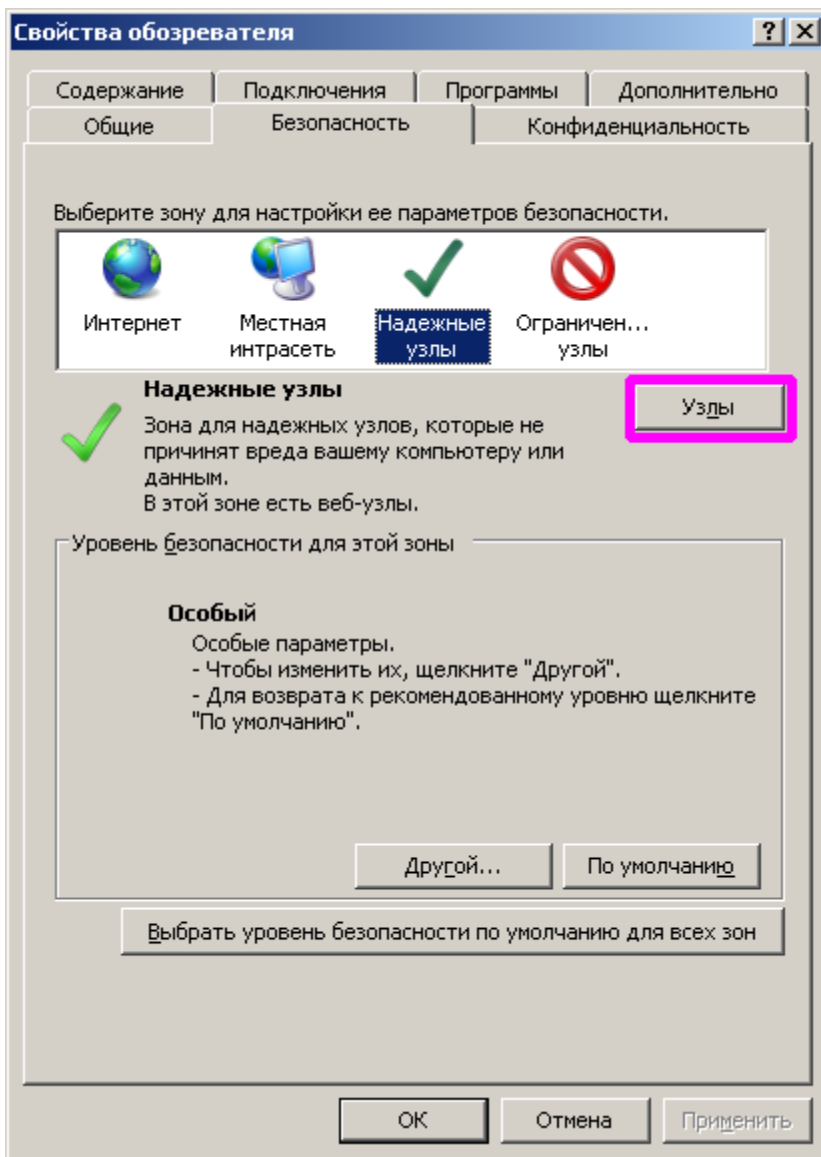 Свойства обозревателя
Содержание Подключения Программы Дополнительно
Общие Безопасность Конфиденциальность
Выберите зону для настройки ее параметров безопасности.
Интернет Местная интрасеть Надежные узлы Ограничен... узлы
Надежные узлы
Узлы
Зона для надежных узлов, которые не
причинят вреда вашему компьютеру или
данным.
В этой зоне есть веб-узлы.
Уровень безопасности для этой зоны
Особый
Особые параметры.
- Чтобы изменить их, щелкните "Другой".
- Для возврата к рекомендованному уровню щелкните
"По умолчанию".
Другой... По умолчанию
Выбрать уровень безопасности по умолчанию для всех зон
ОК Отмена Применить